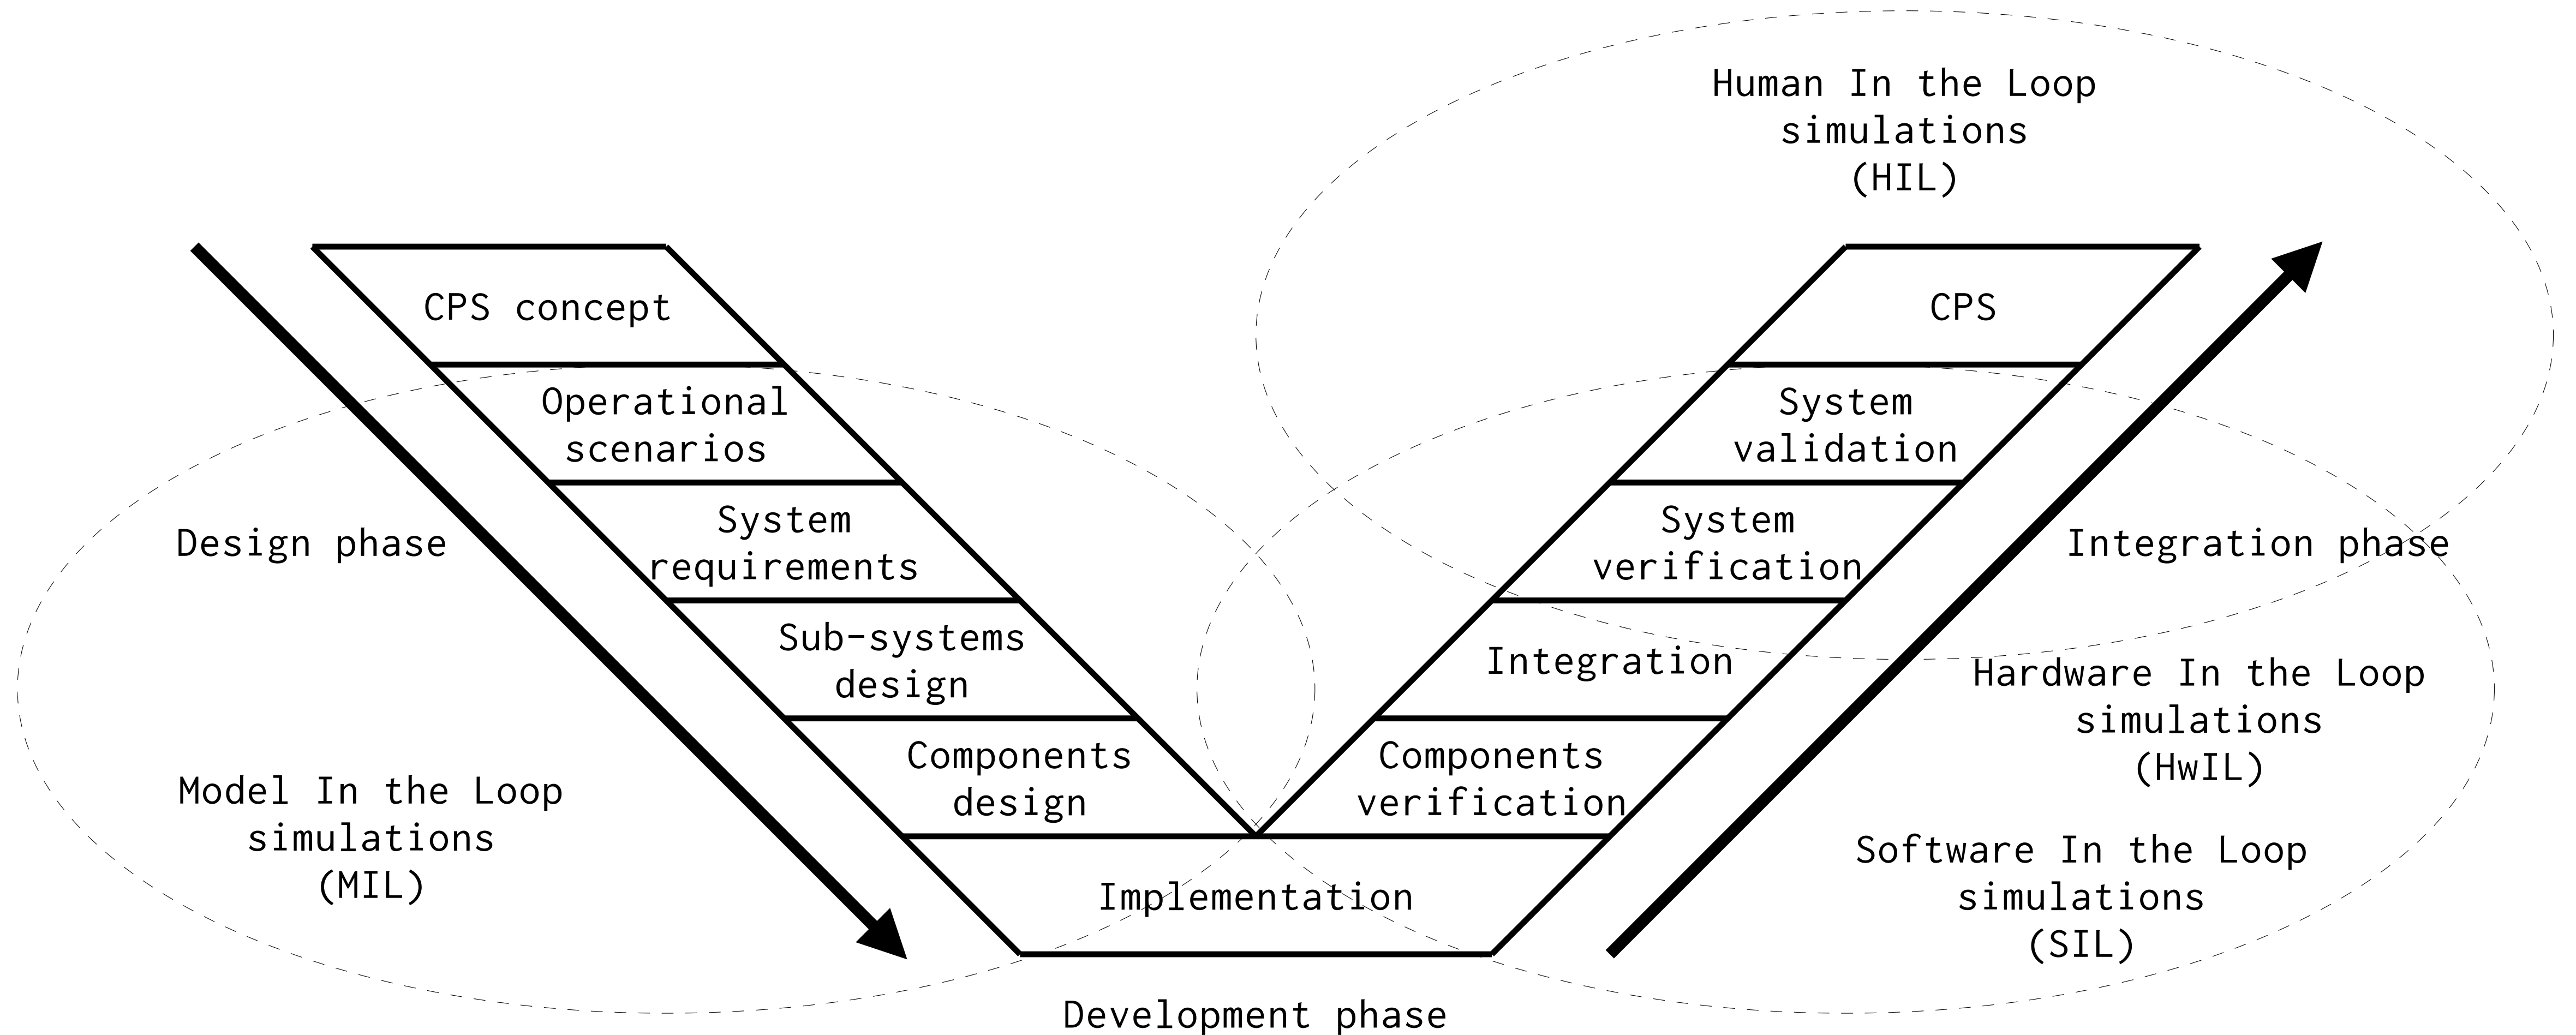 Human In the Loop
simulations
(HIL)
CPS concept
CPS
Operational
scenarios
System
validation
Design phase
System
requirements
System
verification
Integration phase
Sub-systems
design
Integration
Hardware In the Loop
simulations
(HwIL)
Model In the Loop
simulations
(MIL)
Components
design
Components
verification
Software In the Loop
simulations
(SIL)
Implementation
Development phase